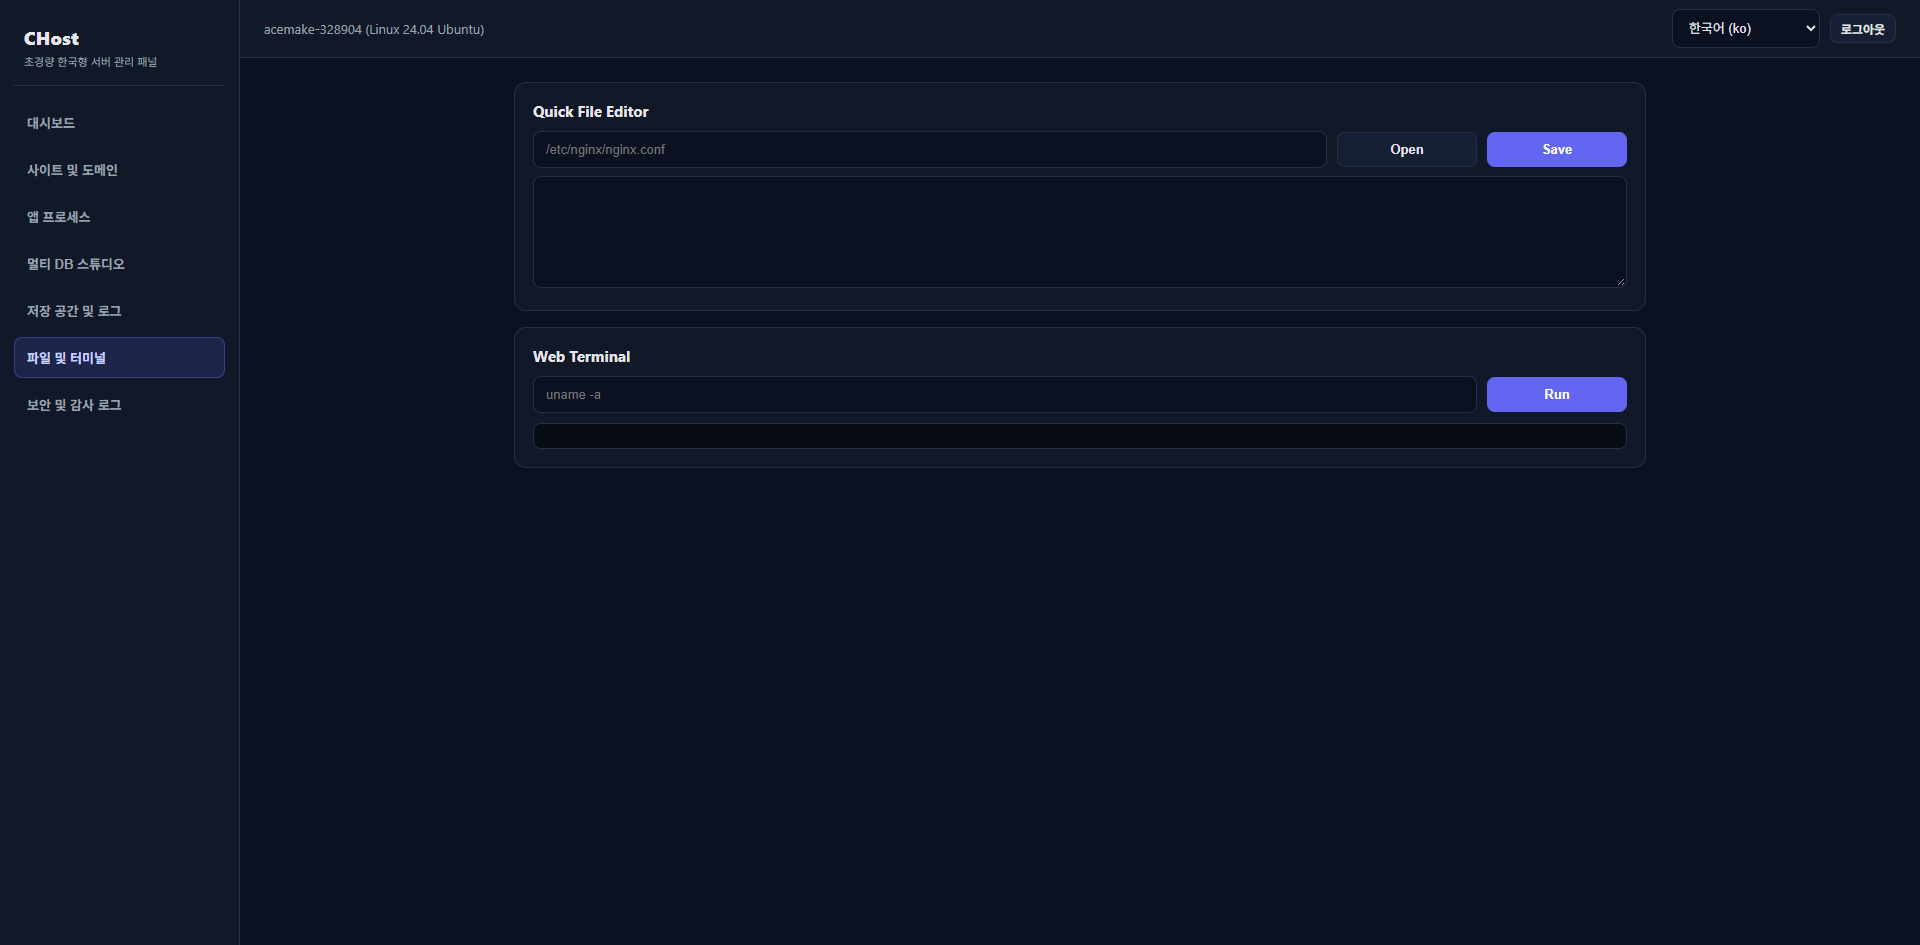 CHost
초경량 한국형 서버 관리 패널
대시보드
사이트 및 도메인
앱 프로세스
멀티 DB 스튜디오
저장 공간 및 로그
파일 및 터미널
보안 및 감사 로그
acemake-328904 (Linux 24.04 Ubuntu)
한국어 (ko)
로그아웃
Quick File Editor
/etc/nginx/nginx.conf
Open
Save
Web Terminal
uname -a
Run